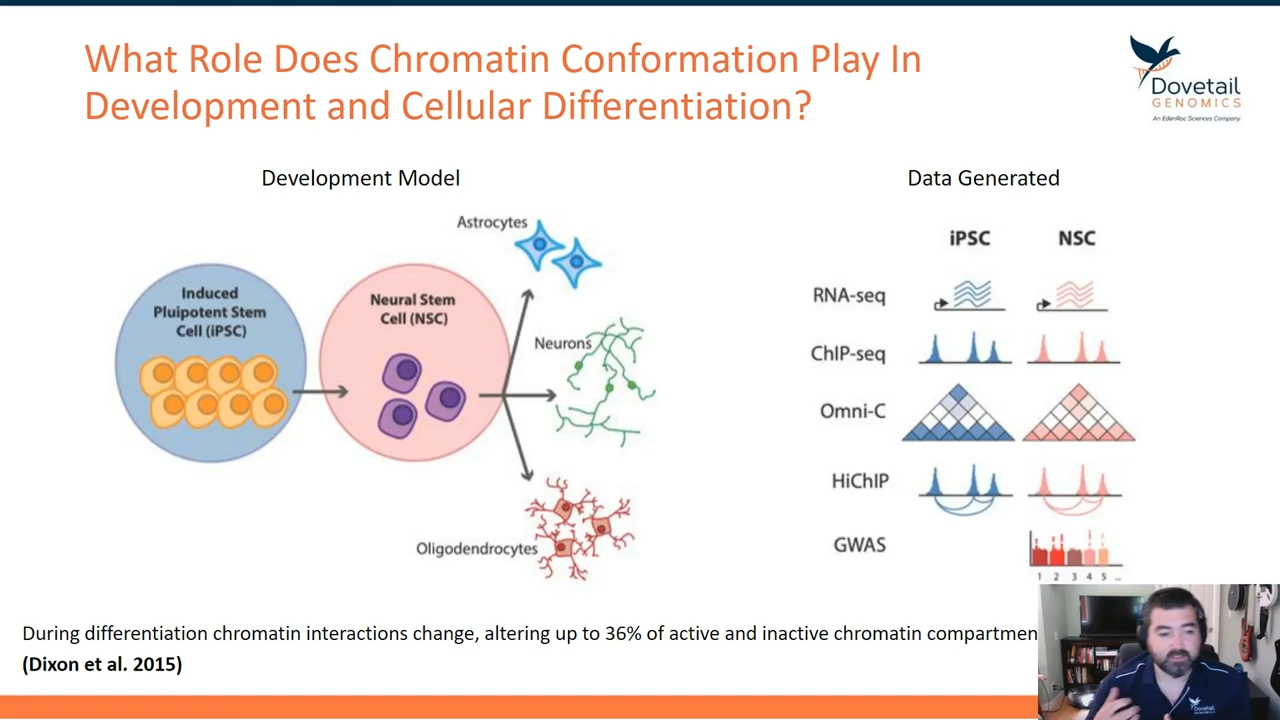 What Role Does Chromatin Conformation Play In
Development and Cellular Differentiation?
Dovetail
GENOMICS
An EdenRoc Sciences Company
Development Model
Astrocytes
Induced
Pluipotent Stem
Cell (iPSC)
Neural Stem
Cell (NSC)
Neurons
Oligodendrocytes
Data Generated
iPSC NSC
RNA-seq
ChIP-seq
Omni-C
HiChIP
GWAS
1 2 3 4 5 ...
During differentiation chromatin interactions change, altering up to 36% of active and inactive chromatin compartmen
(Dixon et al. 2015)
Dovetail
GENOMICS